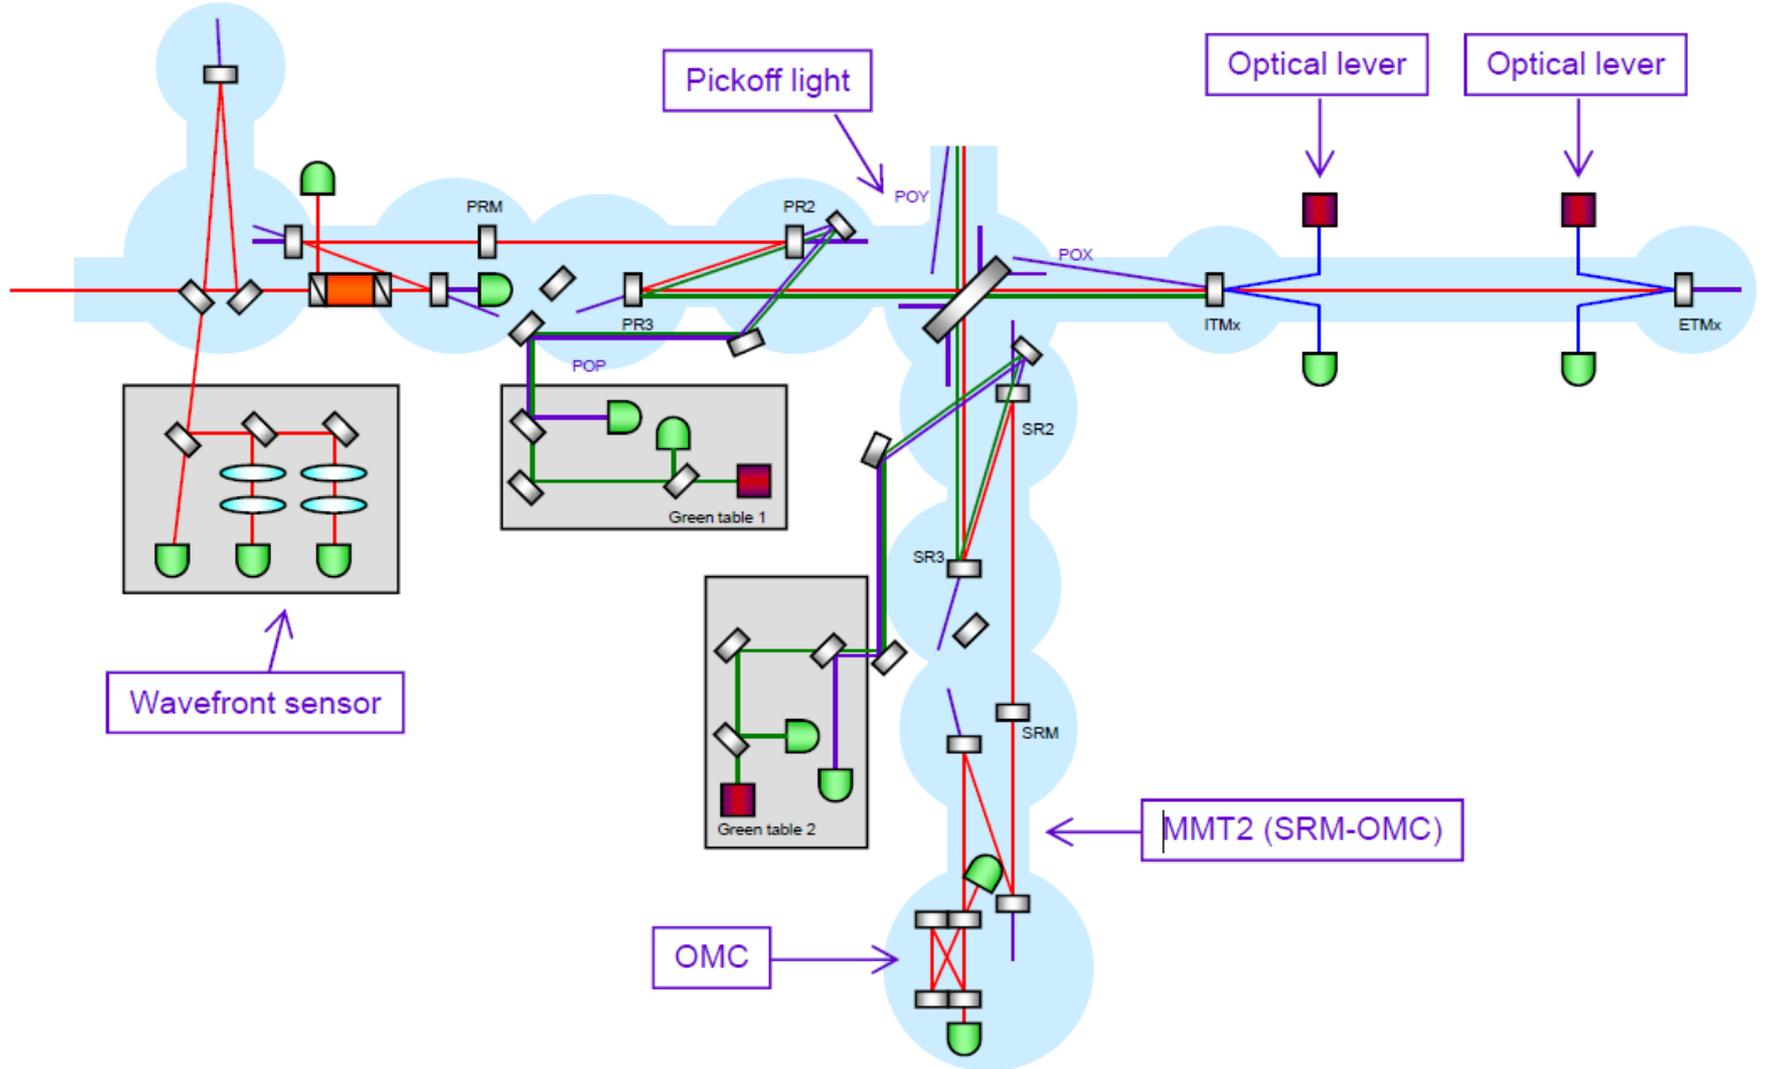 Optical lever
Optical lever
Pickoff light
POY
PRM
PR2
POX
PR3
ITMx
ETMx
POP
SR2
Green table 1
SR3
Wavefront sensor
SRM
Green table 2
MMT2 (SRM-OMC)
OMC